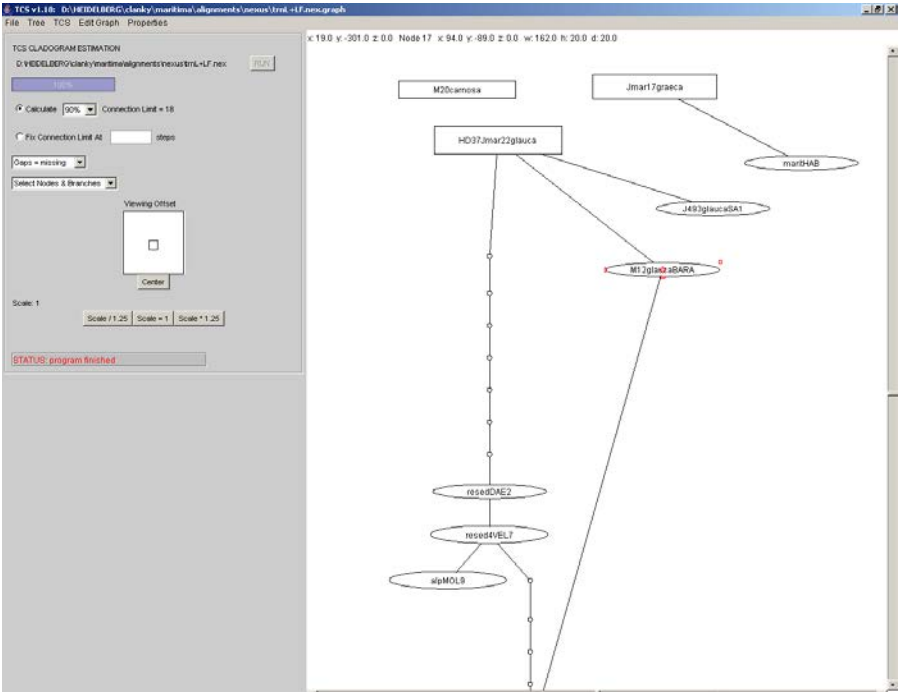 TCS v1.18: D:\HEIDELBERG\clanky\maritima\alignments\nexus\trnL+LF.nex.graph
File Tree TCS Edit Graph Properties
x: 19.0 y:-301.0 z: 0.0 Node 17 x: 94.0 y:-89.0 z: 0.0 w: 162.0 h: 20.0 d: 20.0
TCS CLADOGRAM ESTIMATION
D:\HEIDELBERG\clanky\maritima\alignments\nexus\trnL+LF.nex RUN
100%
Calculate 90% Connection Limit = 18
Fix Connection Limit At steps
Gaps = missing
Select Nodes & Branches
Viewing Offset
Center
Scale: 1
Scale / 1.25 Scale = 1 Scale * 1.25
STATUS: program finished
M20carnosa
Jmar17graeca
HD37Jmar22glauca
maritHAB
J493glaucaSA1
resedDAE2
resed4VEL7
alpMOL9